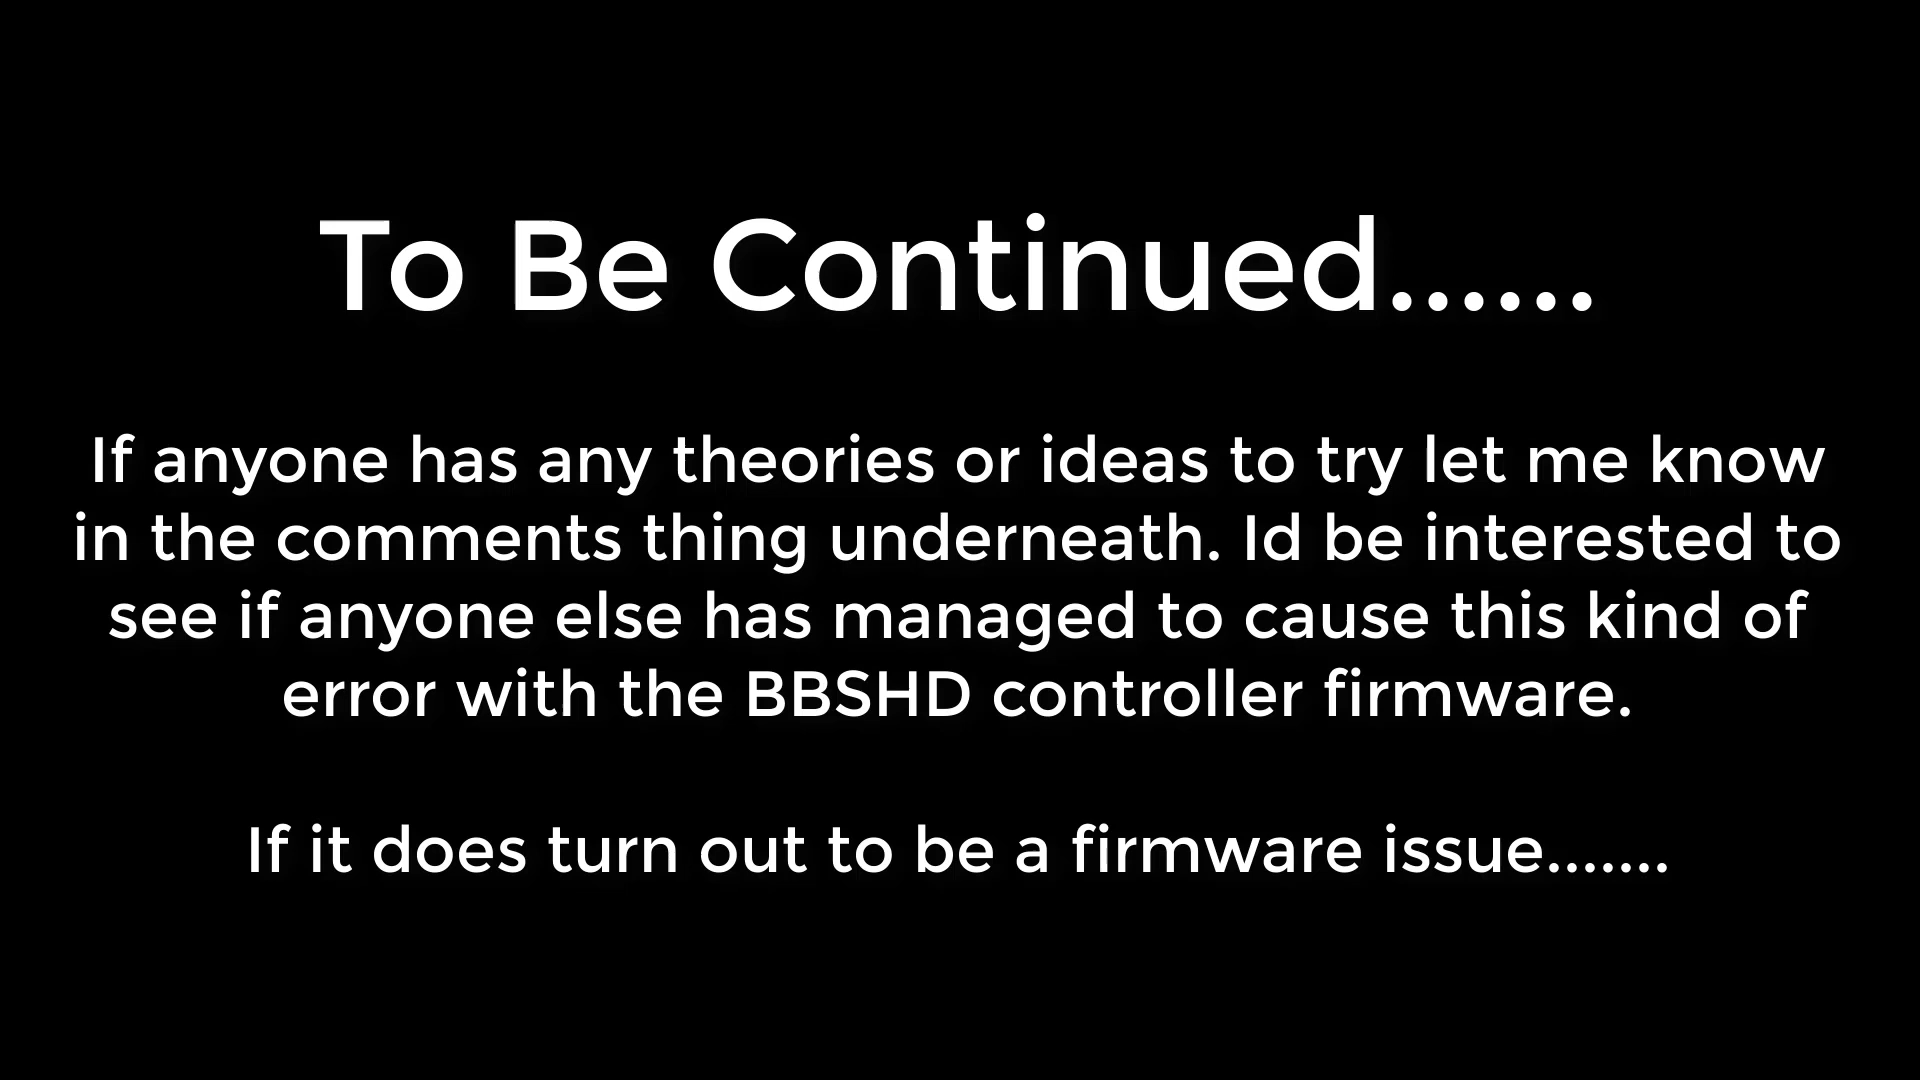 To Be Continued......
If anyone has any theories or ideas to try let me know
in the comments thing underneath. Id be interested to
see if anyone else has managed to cause this kind of
error with the BBSHD controller firmware.
If it does turn out to be a firmware issue.......